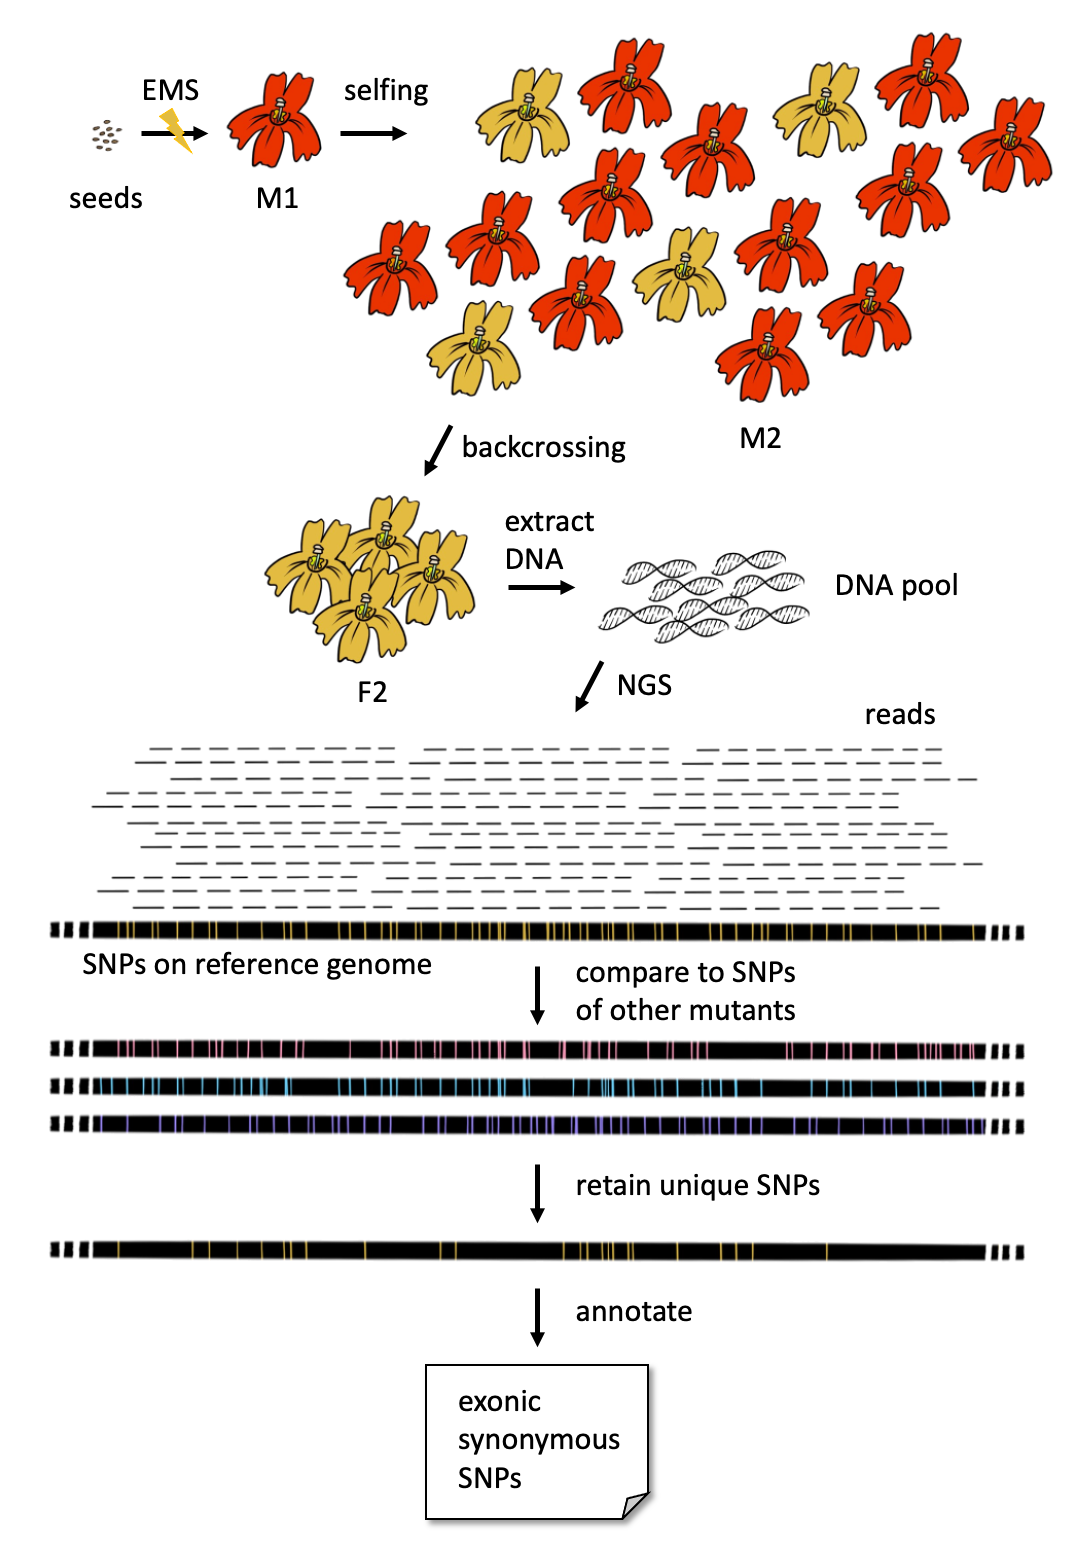 EMS
selfing
seeds
M1
M2
backcrossing
extract
DNA
DNA pool
F2
NGS
reads
SNPs on reference genome
compare to SNPs
of other mutants
retain unique SNPs
annotate
exonic
synonymous
SNPs